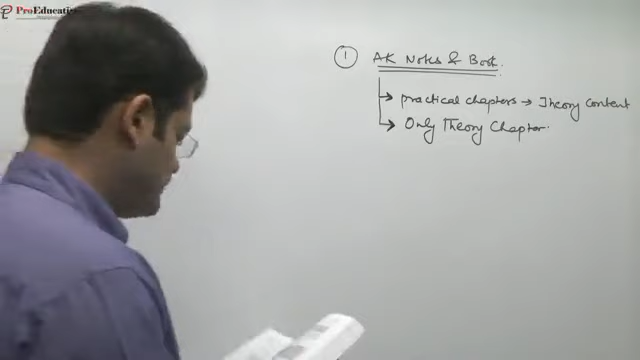 ProEducation
① AK Notes & Book.
→ practical chapters → Theory Content
→ Only Theory Chapter.